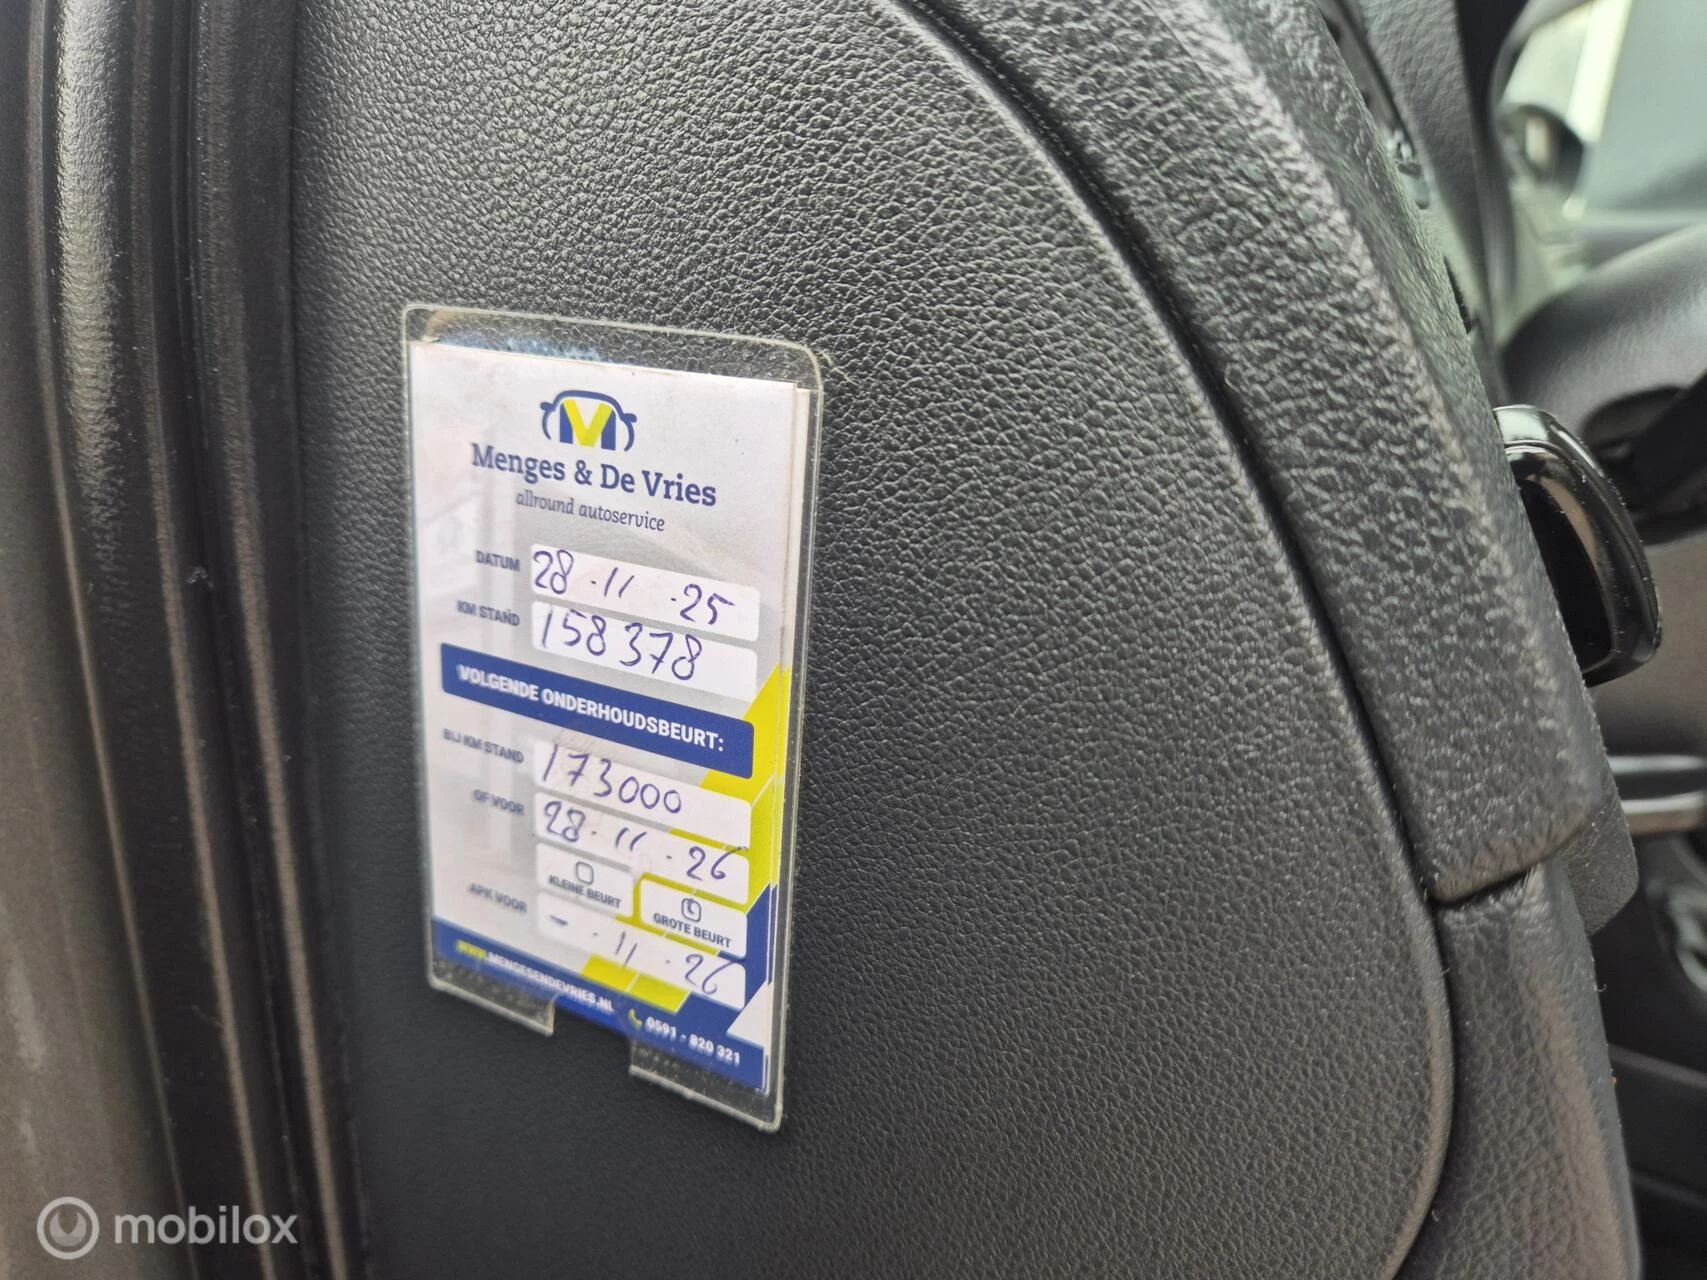 Menges & De Vries
allround autoservice
DATUM 28-11-25
KM STAND 158378
VOLGENDE ONDERHOUDSBEURT:
BIJ KM STAND 173000
OF VOOR 28-11-26
KLEINE BEURT GROTE BEURT
APK VOOR - - 11 - 26
WWW.MENGESENDEVRIES.NL
0591 - 820 321
mobilox